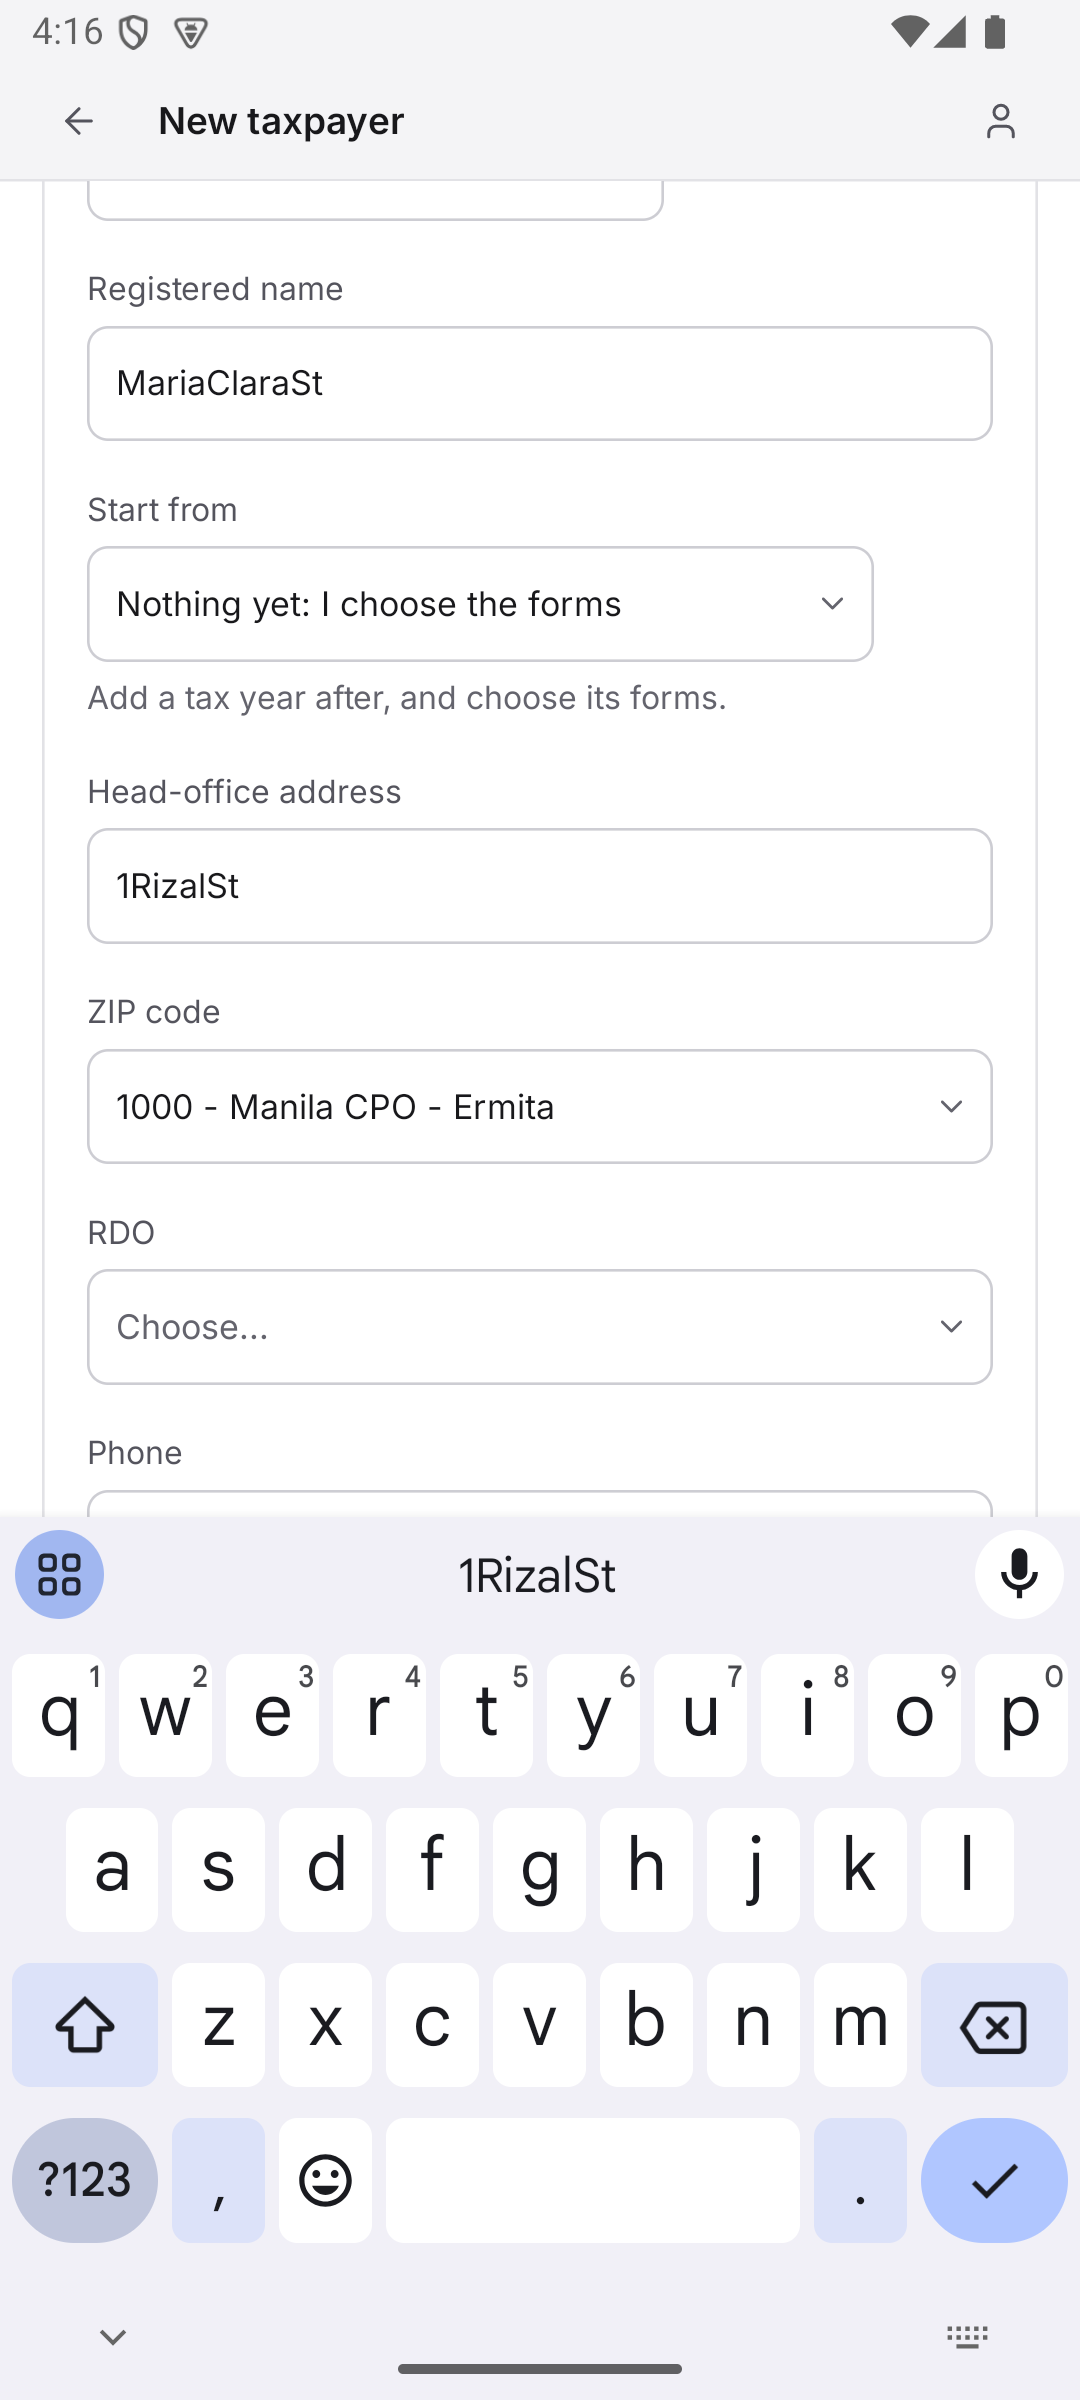 4:16
New taxpayer
Registered name
MariaClaraSt
Start from
Nothing yet: I choose the forms
Add a tax year after, and choose its forms.
Head-office address
1RizalSt
ZIP code
1000 - Manila CPO - Ermita
RDO
Choose...
Phone
1RizalSt
q 1 w 2 e 3 r 4 t 5 y 6 u 7 i 8 o 9 p 0
a s d f g h j k l
z x c v b n m
?123 , .